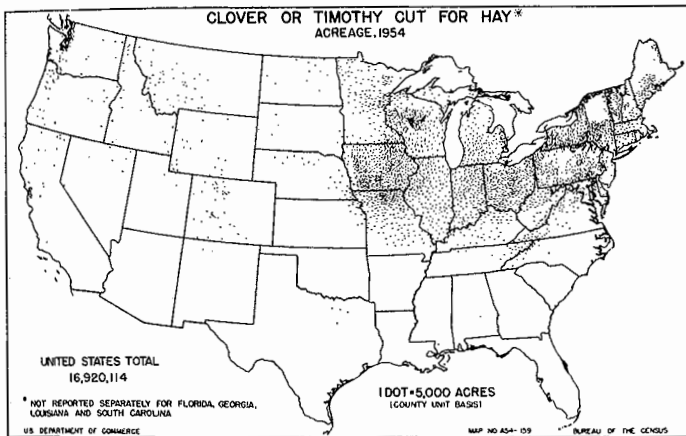 CLOVER OR TIMOTHY CUT FOR HAY*
ACREAGE, 1954
UNITED STATES TOTAL
16,920,114
* NOT REPORTED SEPARATELY FOR FLORIDA, GEORGIA,
LOUISIANA AND SOUTH CAROLINA
1 DOT=5,000 ACRES
(COUNTY UNIT BASIS)
U.S. DEPARTMENT OF COMMERCE
MAP NO. A54-159
BUREAU OF THE CENSUS